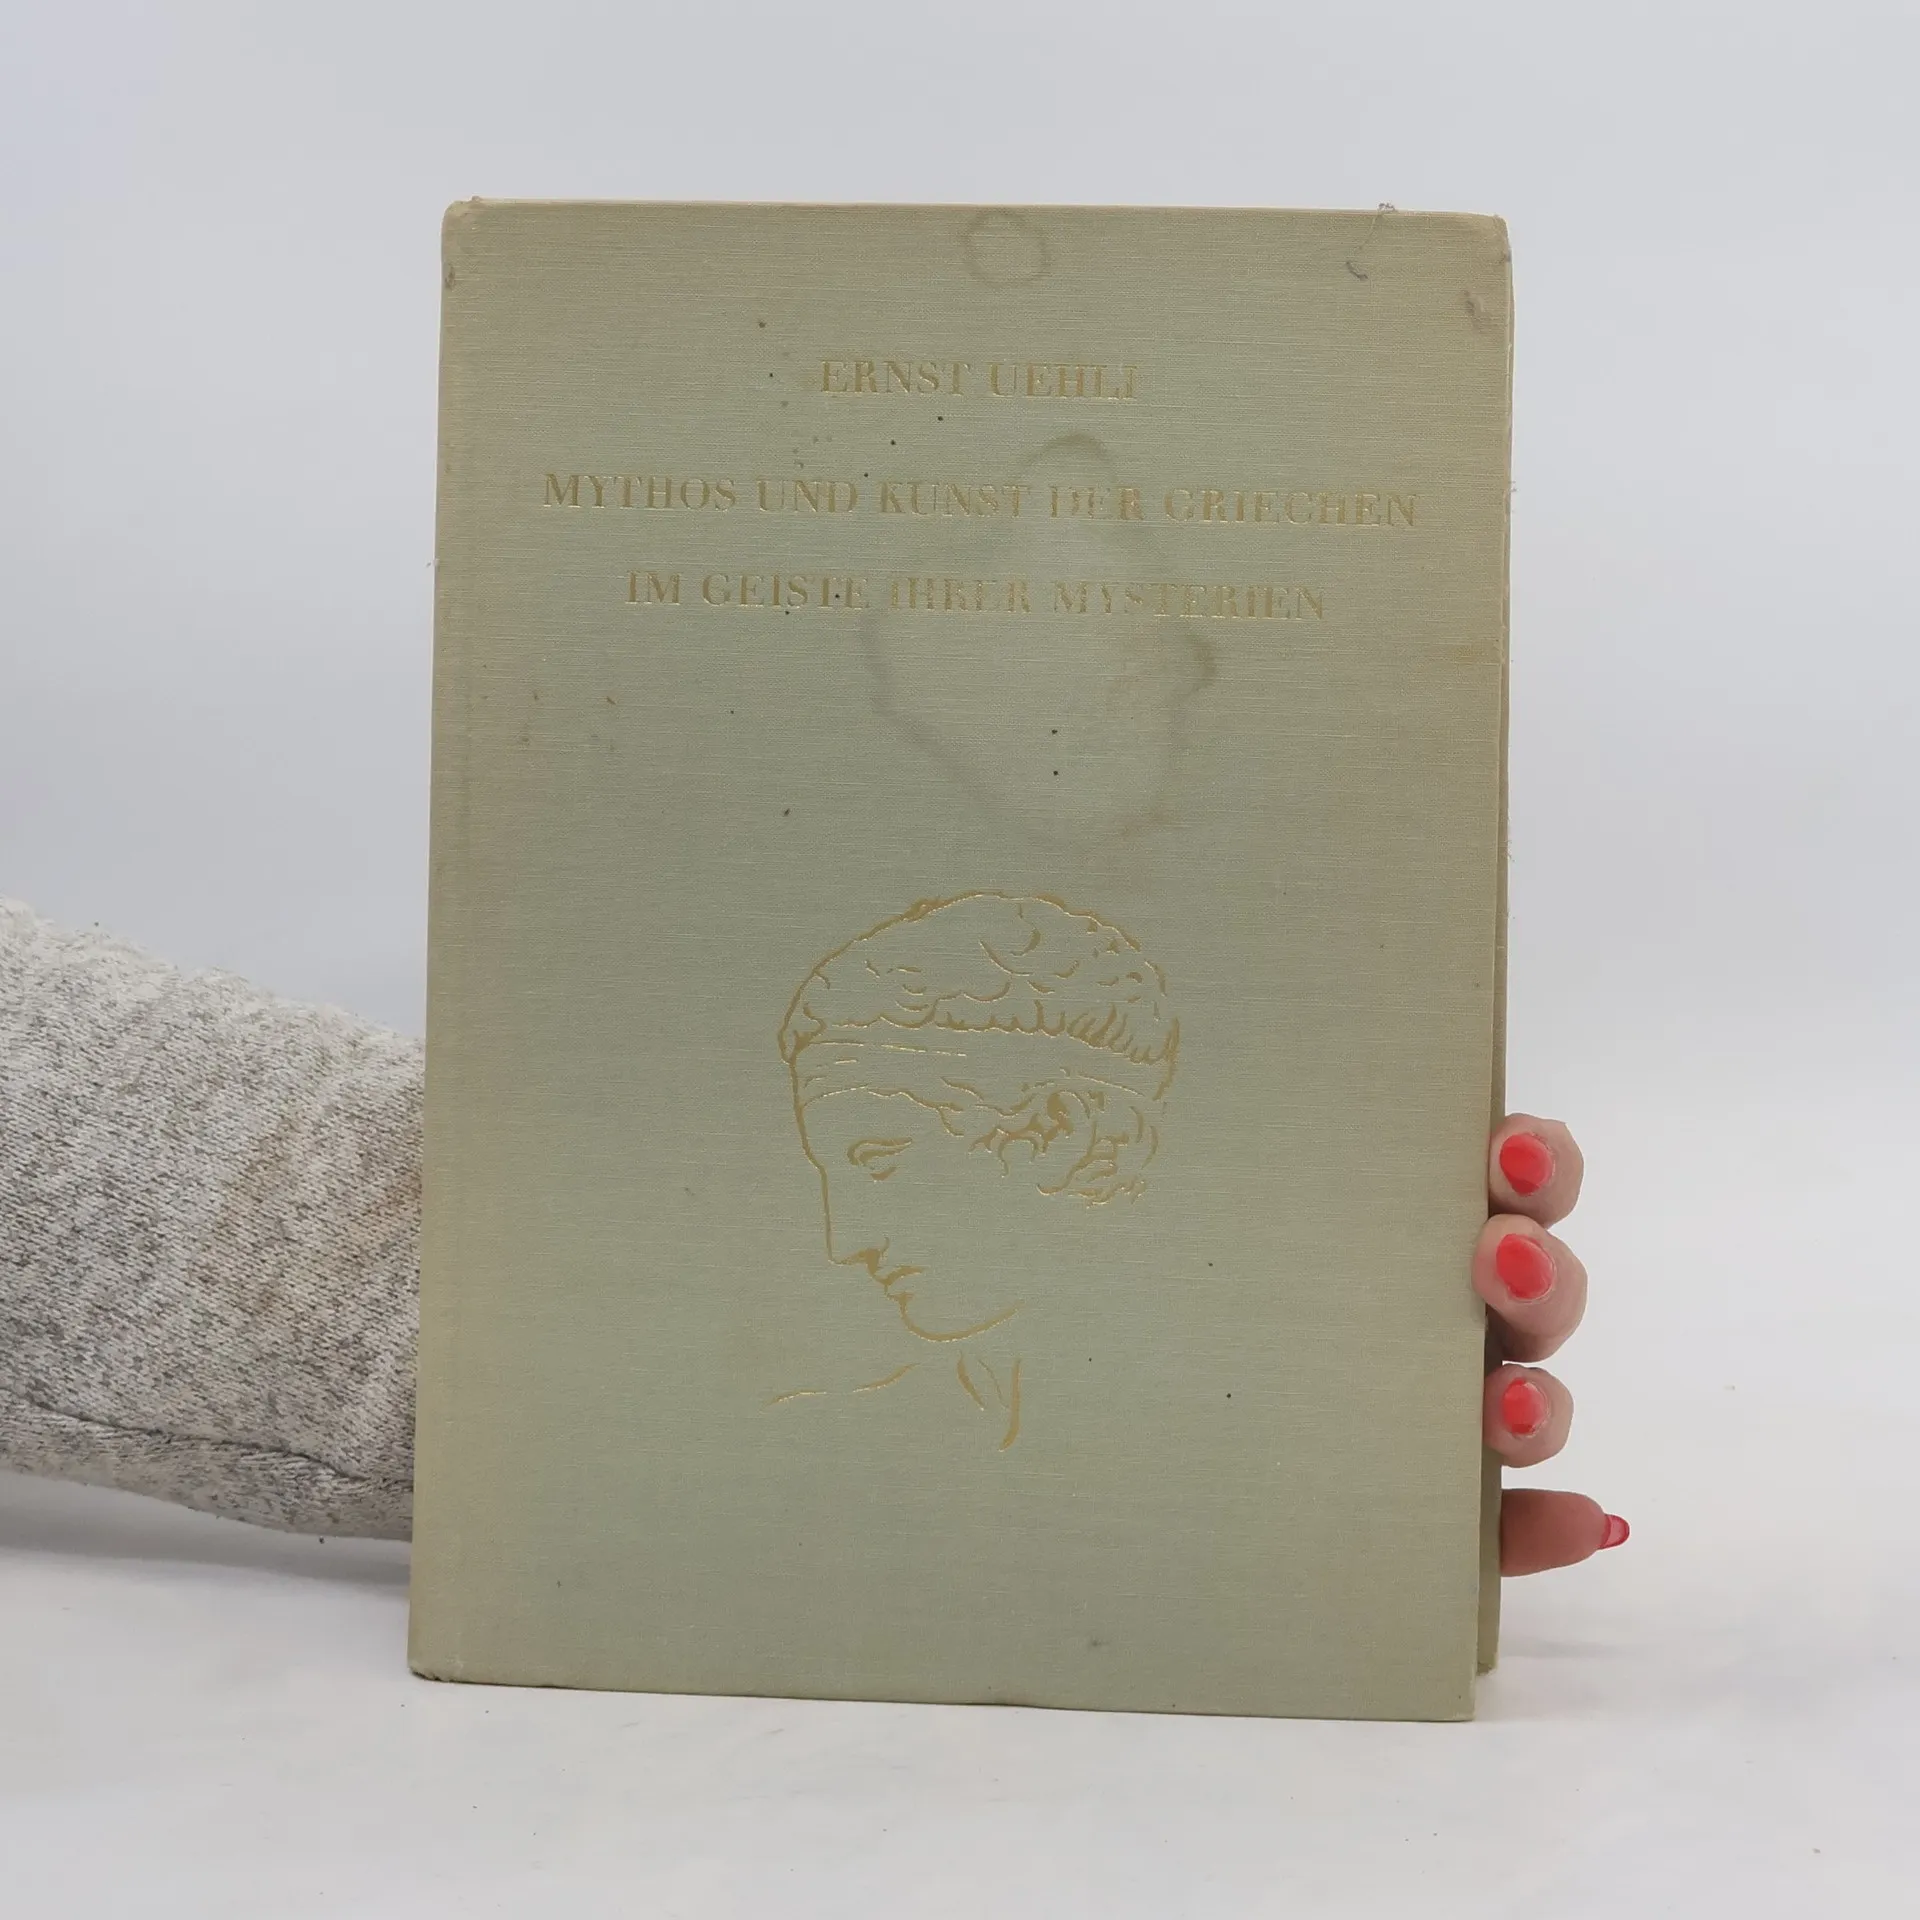 ERNST UEHLI
MYTHOS UND KUNST DER GRIECHEN
IM GEISTE IHRER MYSTERIEN